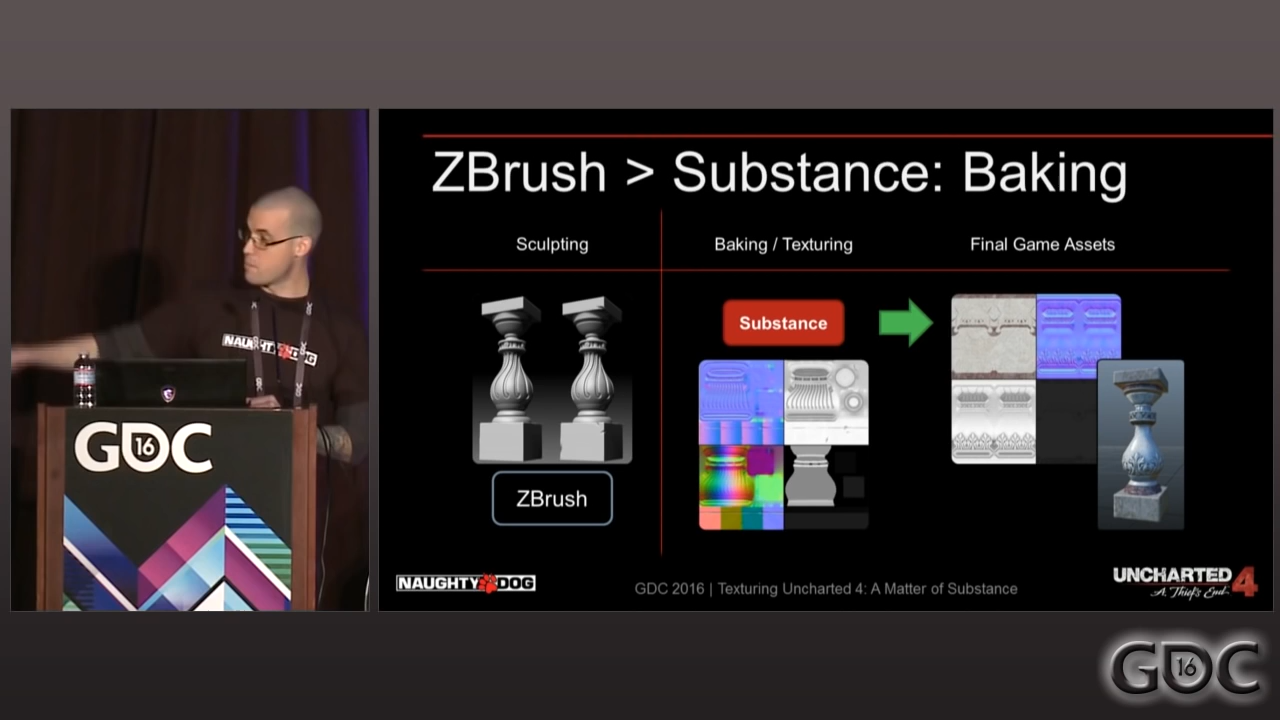 ZBrush > Substance: Baking
Sculpting
Baking / Texturing
Final Game Assets
Substance
ZBrush
NAUGHTY DOG
GDC 16
NAUGHTY DOG
GDC 2016 | Texturing Uncharted 4: A Matter of Substance
UNCHARTED 4
A Thief's End
GDC 16